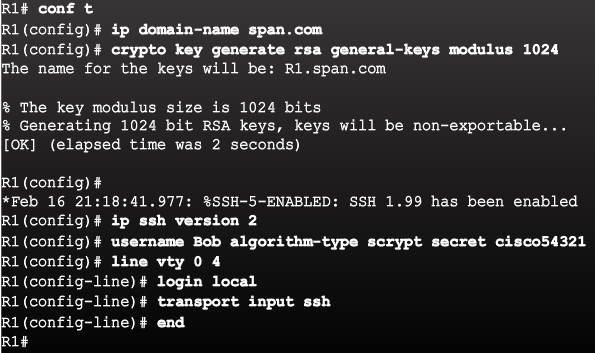 R1# conf t
R1(config)# ip domain-name span.com
R1(config)# crypto key generate rsa general-keys modulus 1024
The name for the keys will be: R1.span.com
% The key modulus size is 1024 bits
% Generating 1024 bit RSA keys, keys will be non-exportable...
[OK] (elapsed time was 2 seconds)
R1(config)#
*Feb 16 21:18:41.977: %SSH-5-ENABLED: SSH 1.99 has been enabled
R1(config)# ip ssh version 2
R1(config)# username Bob algorithm-type scrypt secret cisco54321
R1(config)# line vty 0 4
R1(config-line)# login local
R1(config-line)# transport input ssh
R1(config-line)# end
R1#